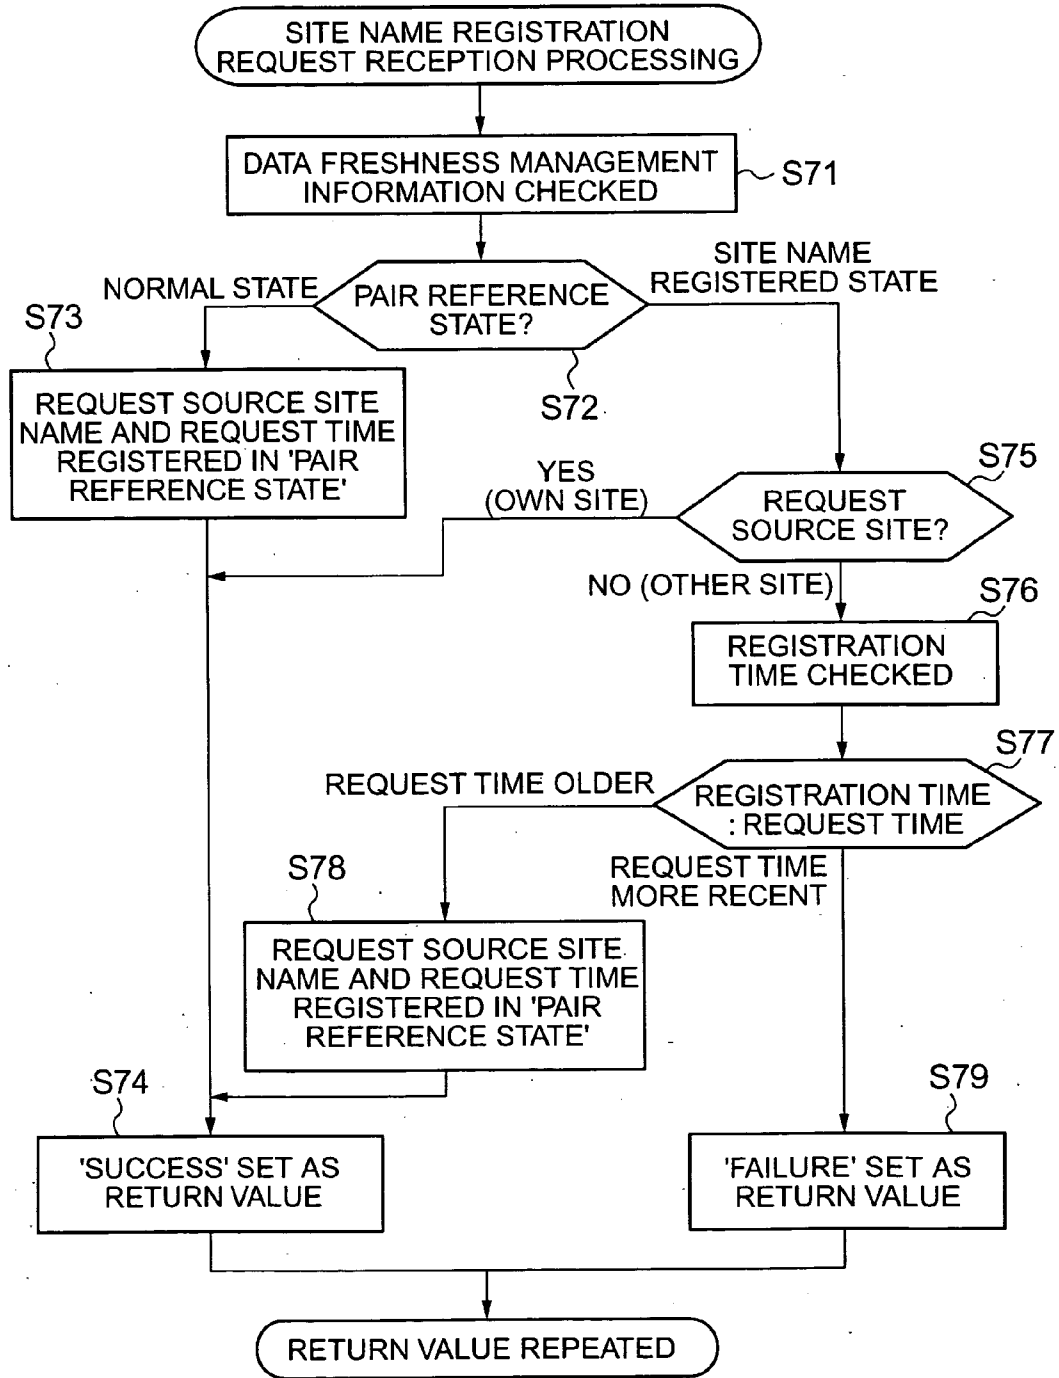 SITE NAME REGISTRATION
REQUEST RECEPTION PROCESSING
DATA FRESHNESS MANAGEMENT
INFORMATION CHECKED
S71
PAIR REFERENCE
STATE?
S72
NORMAL STATE
SITE NAME
REGISTERED STATE
S73
REQUEST SOURCE SITE
NAME AND REQUEST TIME
REGISTERED IN 'PAIR
REFERENCE STATE'
S75
REQUEST
SOURCE SITE?
YES
(OWN SITE)
NO (OTHER SITE)
S76
REGISTRATION
TIME CHECKED
S77
REGISTRATION TIME
: REQUEST TIME
REQUEST TIME OLDER
REQUEST TIME
MORE RECENT
S78
REQUEST SOURCE SITE
NAME AND REQUEST TIME
REGISTERED IN 'PAIR
REFERENCE STATE'
S74
'SUCCESS' SET AS
RETURN VALUE
S79
'FAILURE' SET AS
RETURN VALUE
RETURN VALUE REPEATED